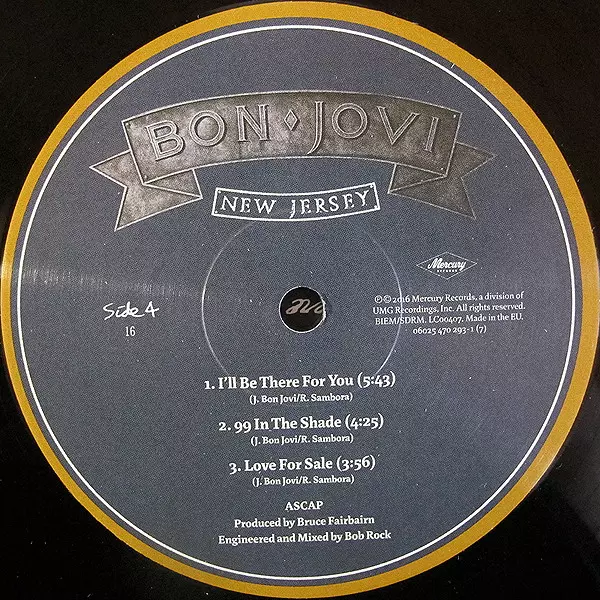 BON JOVI
NEW JERSEY
Mercury
RECORDS
Side 4
16
℗ © 2016 Mercury Records, a division of
UMG Recordings, Inc. All rights reserved.
BIEM/SDRM. LC00407. Made in the EU.
06025 470 293-1 (7)
1. I'll Be There For You (5:43)
(J. Bon Jovi/R. Sambora)
2. 99 In The Shade (4:25)
(J. Bon Jovi/R. Sambora)
3. Love For Sale (3:56)
(J. Bon Jovi/R. Sambora)
ASCAP
Produced by Bruce Fairbairn
Engineered and Mixed by Bob Rock